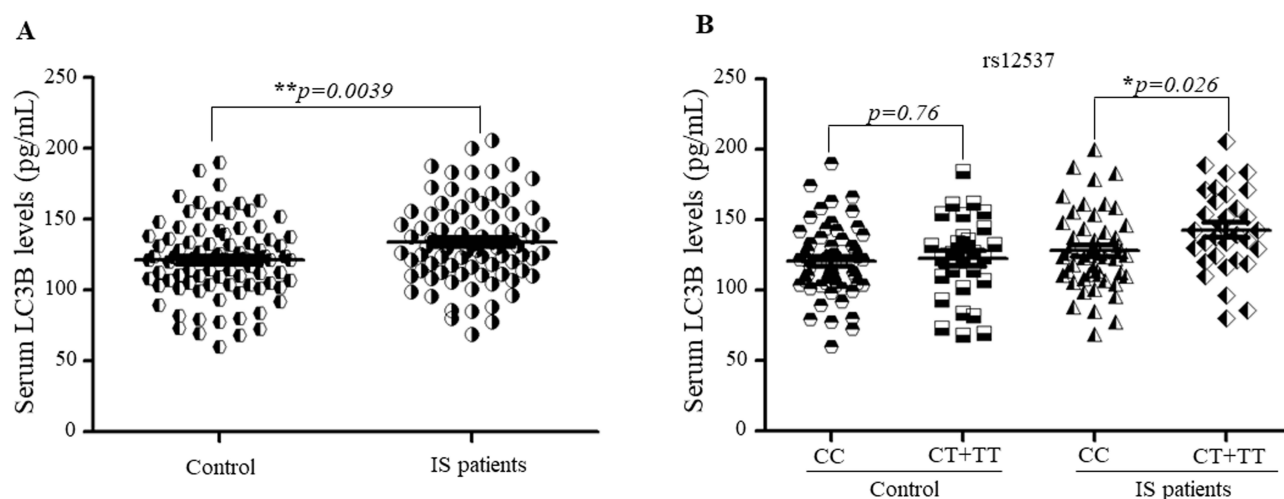 A
Serum LC3B levels (pg/mL)
250
200
150
100
50
0
**p=0.0039
Control
IS patients
B
rs12537
Serum LC3B levels (pg/mL)
250
200
150
100
50
0
p=0.76
*p=0.026
CC
CT+TT
CC
CT+TT
Control
IS patients